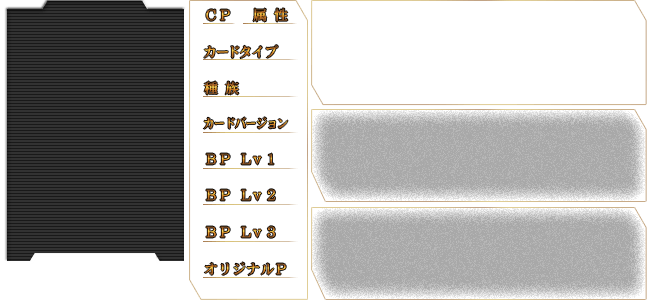 CP 属性
カードタイプ
種族
カードバージョン
BP Lv1
BP Lv2
BP Lv3
オリジナルP